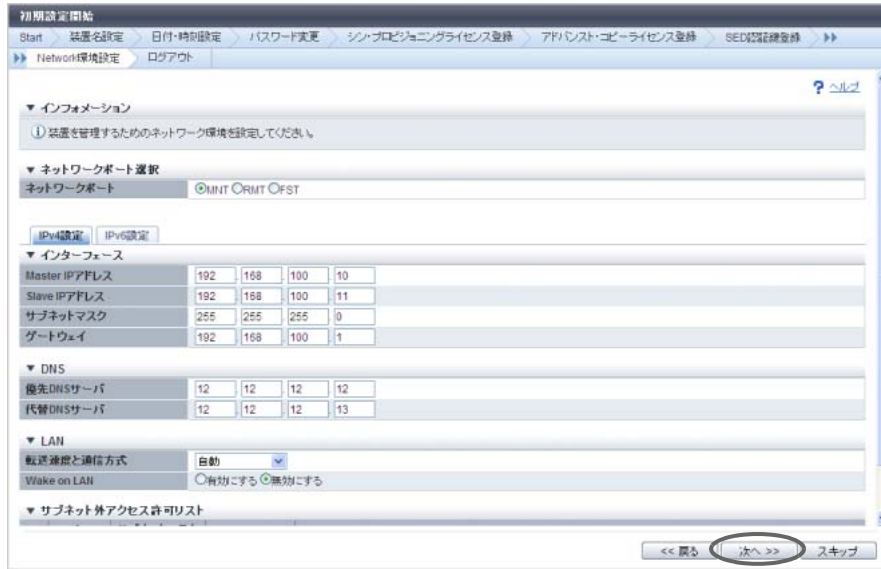 初期設定開始
Start 装置名設定 日付・時刻設定 パスワード変更 シン・プロビジョニングライセンス登録 アドバンスト・コピーライセンス登録 SED認証鍵登録
Network環境設定 ログアウト
? ヘルプ
▼ インフォメーション
装置を管理するためのネットワーク環境を設定してください。
▼ ネットワークポート選択
ネットワークポート MNT RMT FST
IPv4設定 IPv6設定
▼ インターフェース
Master IPアドレス 192 . 168 . 100 . 10
Slave IPアドレス 192 . 168 . 100 . 11
サブネットマスク 255 . 255 . 255 . 0
ゲートウェイ 192 . 168 . 100 . 1
▼ DNS
優先DNSサーバ 12 . 12 . 12 . 12
代替DNSサーバ 12 . 12 . 12 . 13
▼ LAN
転送速度と通信方式 自動
Wake on LAN 有効にする 無効にする
▼ サブネット外アクセス許可リスト
<< 戻る 次へ >> スキップ